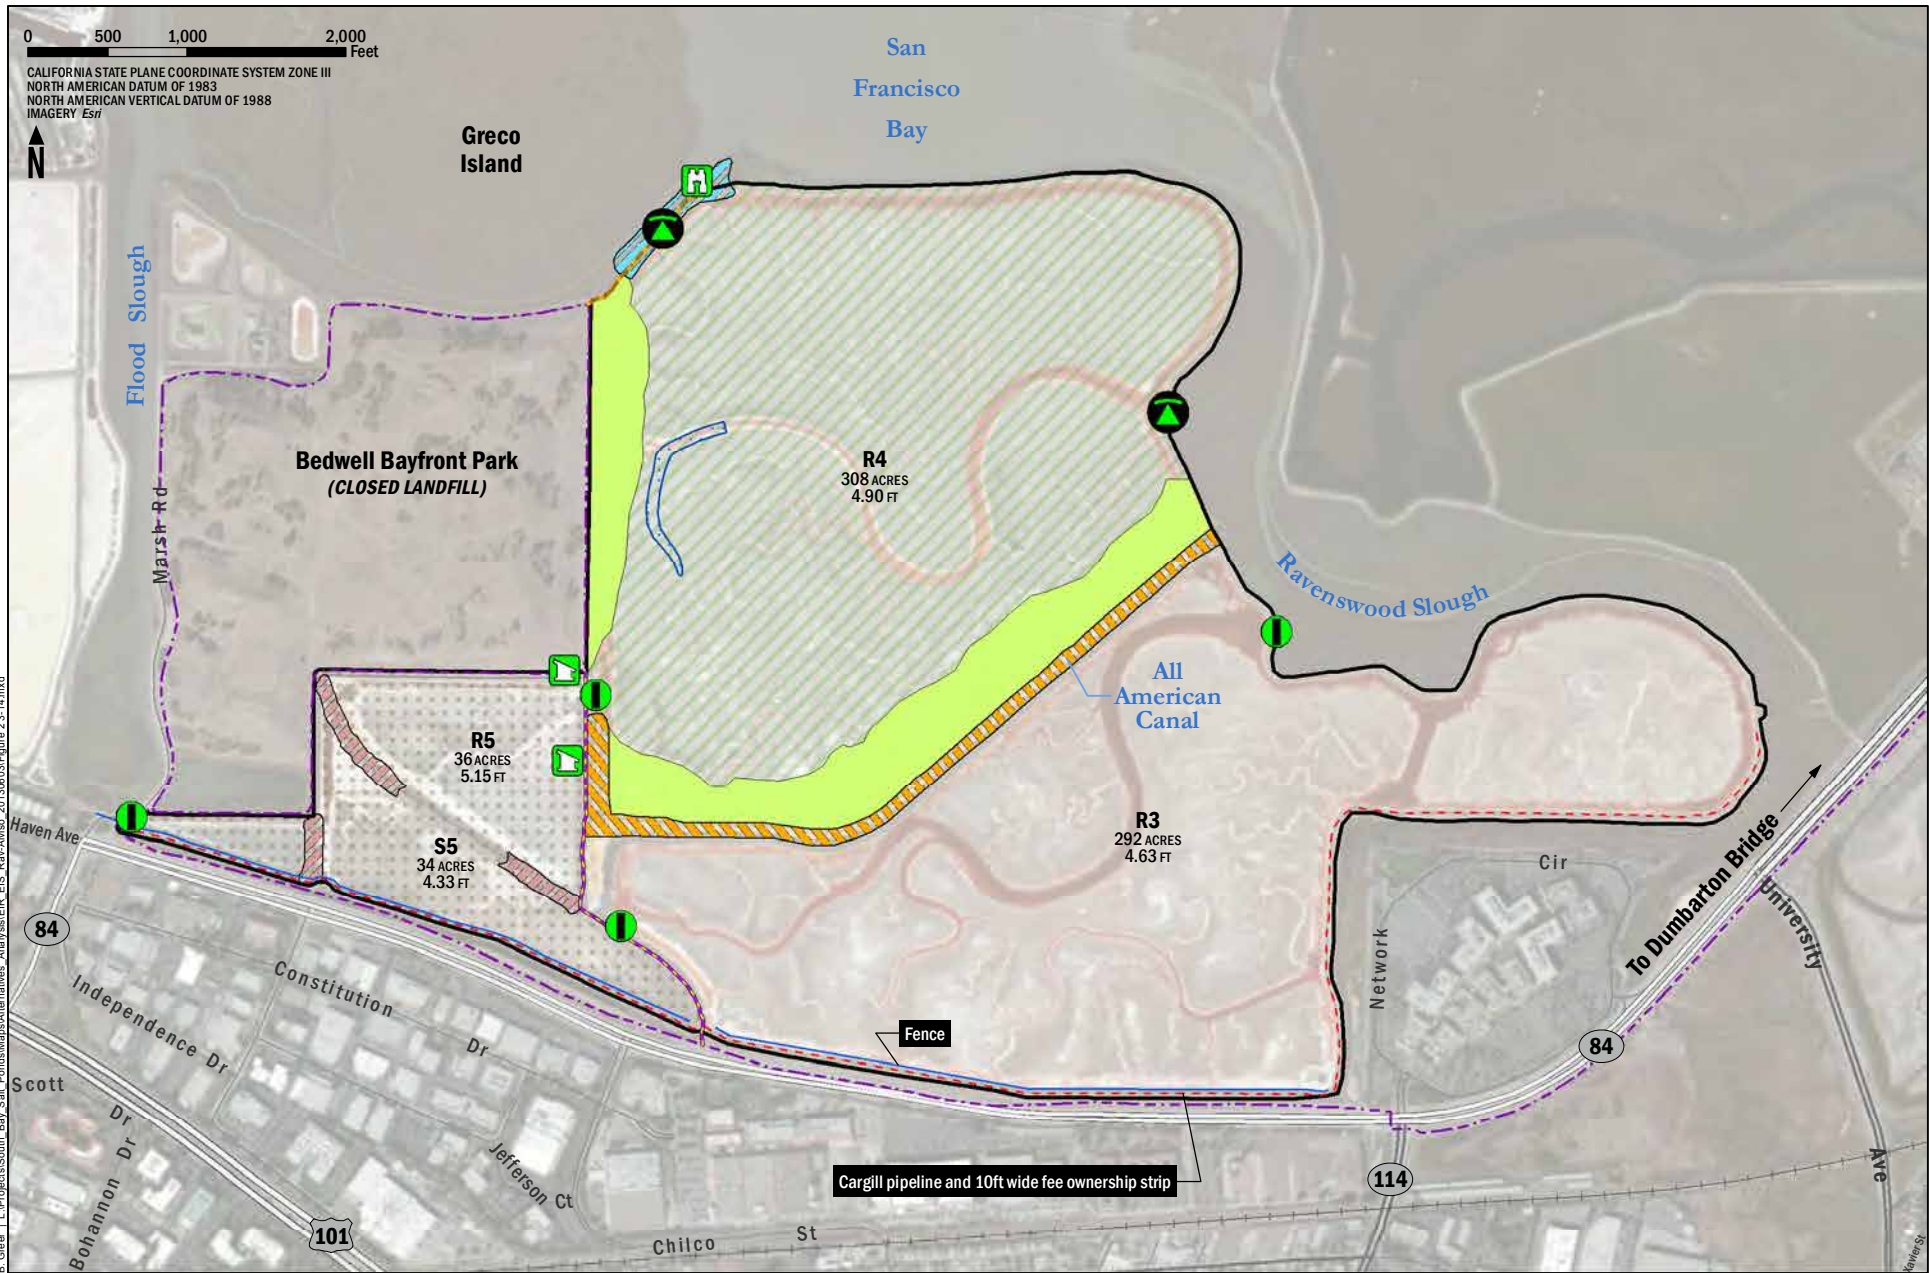 0 500 1,000 2,000
Feet
CALIFORNIA STATE PLANE COORDINATE SYSTEM ZONE III
NORTH AMERICAN DATUM OF 1983
NORTH AMERICAN VERTICAL DATUM OF 1988
IMAGERY Esri
N
San
Francisco
Bay
Greco
Island
Flood Slough
Marsh Rd
Bedwell Bayfront Park
(CLOSED LANDFILL)
R4
308 ACRES
4.90 FT
Ravenswood Slough
All
American
Canal
R5
36 ACRES
5.15 FT
S5
34 ACRES
4.33 FT
R3
292 ACRES
4.63 FT
Haven Ave
84
Independence Dr
Constitution Dr
Scott Dr
Bohannon Dr
Jefferson Ct
101
Chilco St
Fence
Cargill pipeline and 10ft wide fee ownership strip
114
Network Cir
84
To Dumbarton Bridge
University Ave
Xavier St